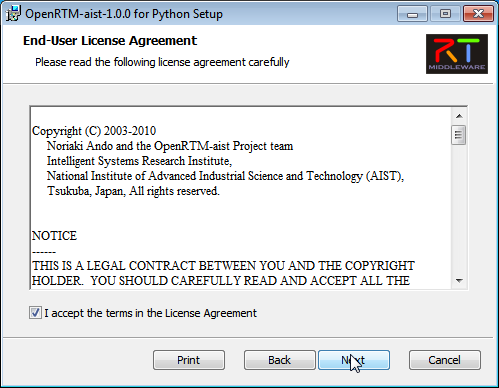 OpenRTM-aist-1.0.0 for Python Setup
End-User License Agreement
Please read the following license agreement carefully
RT
MIDDLEWARE
Copyright (C) 2003-2010
Noriaki Ando and the OpenRTM-aist Project team
Intelligent Systems Research Institute,
National Institute of Advanced Industrial Science and Technology (AIST),
Tsukuba, Japan, All rights reserved.
NOTICE
------
THIS IS A LEGAL CONTRACT BETWEEN YOU AND THE COPYRIGHT
HOLDER.  YOU SHOULD CAREFULLY READ AND ACCEPT ALL THE
I accept the terms in the License Agreement
Print
Back
Next
Cancel